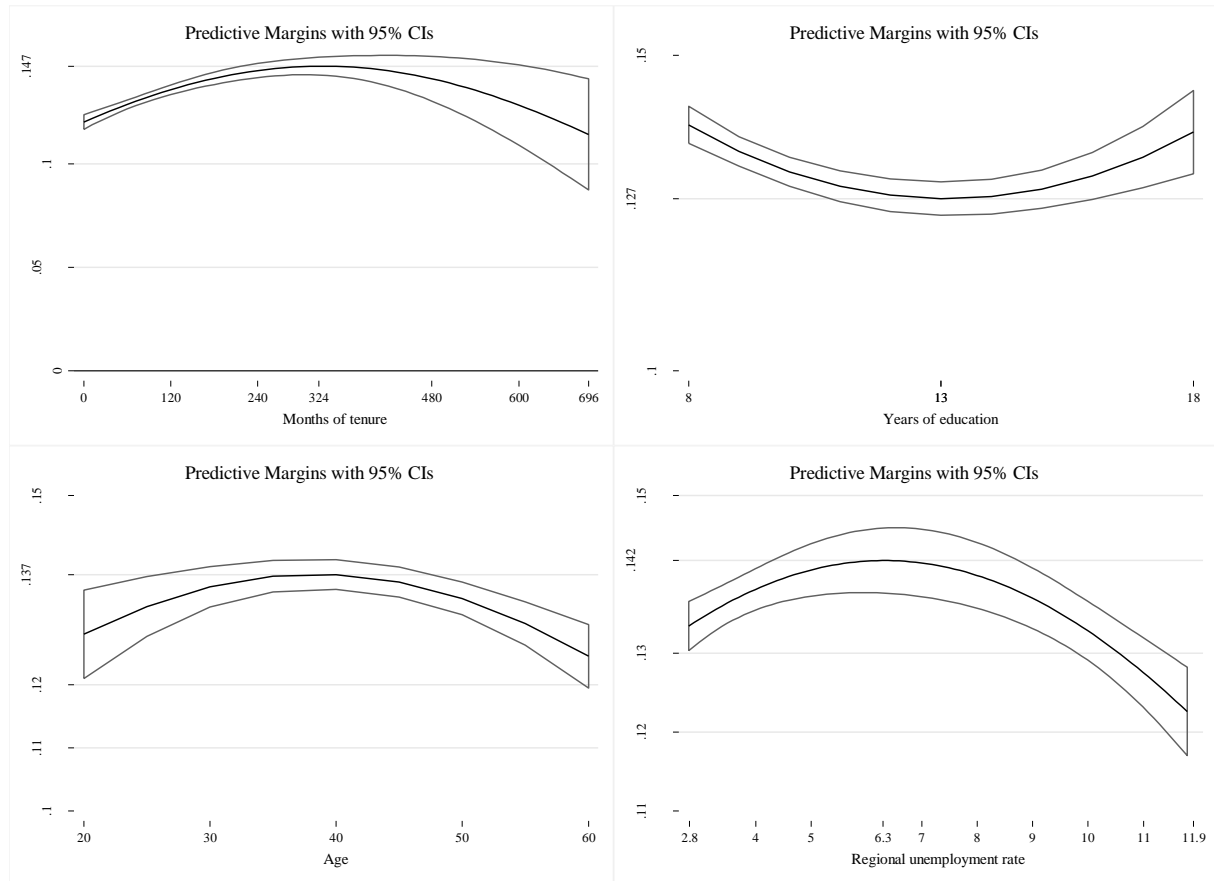 Predictive Margins with 95% CIs
.147
.1
.05
0
0 120 240 324 480 600 696
Months of tenure
Predictive Margins with 95% CIs
.15
.127
.1
8 13 18
Years of education
Predictive Margins with 95% CIs
.15
.137
.12
.11
.1
20 30 40 50 60
Age
Predictive Margins with 95% CIs
.15
.142
.13
.12
.11
2.8 4 5 6.3 7 8 9 10 11 11.9
Regional unemployment rate